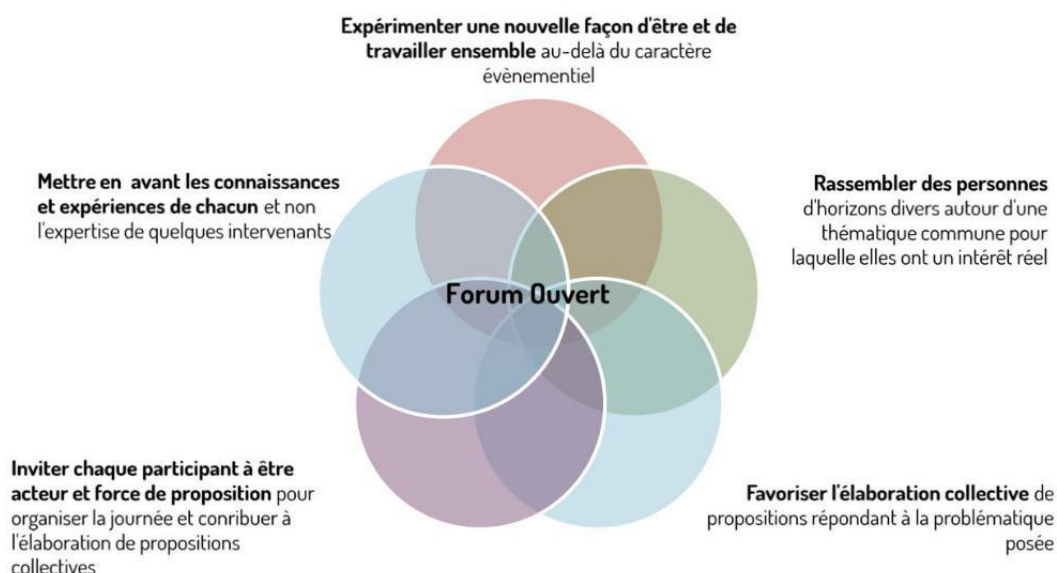 Expérimenter une nouvelle façon d'être et de
travailler ensemble au-delà du caractère
évènementiel
Mettre en avant les connaissances
et expériences de chacun et non
l'expertise de quelques intervenants
Rassembler des personnes
d'horizons divers autour d'une
thématique commune pour
laquelle elles ont un intérêt réel
Forum Ouvert
Inviter chaque participant à être
acteur et force de proposition pour
organiser la journée et conribuer à
l'élaboration de propositions
collectives
Favoriser l'élaboration collective de
propositions répondant à la problématique
posée